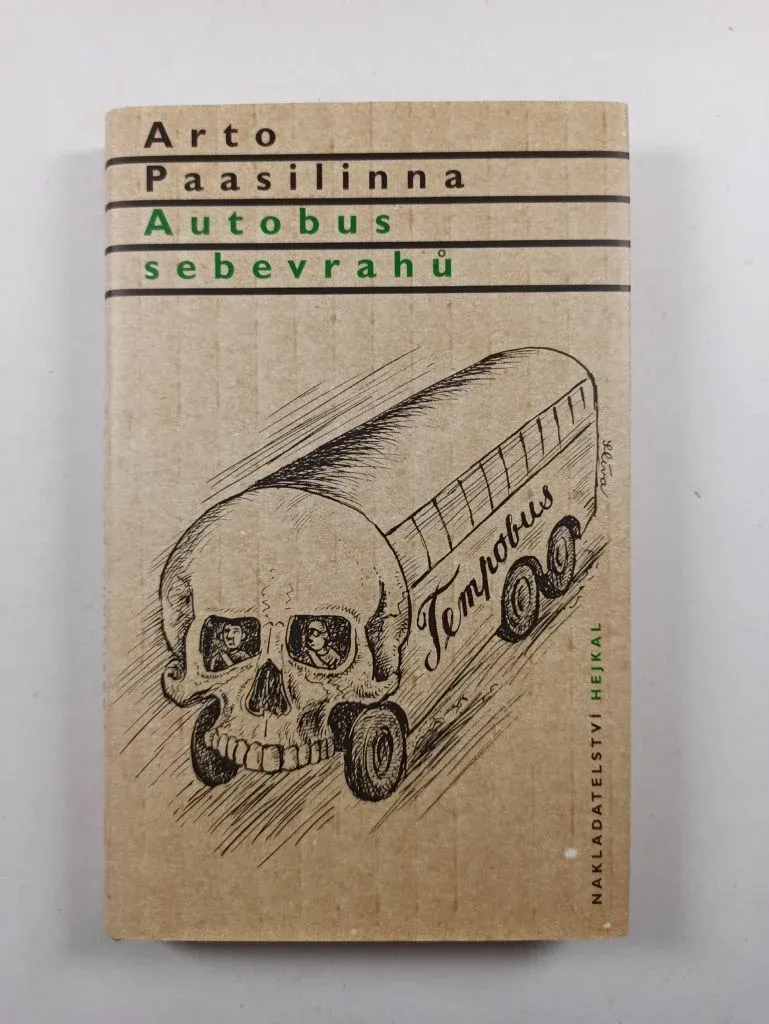 Arto
Paasilinna
Autobus
sebevrahů
Tempobus
NAKLADATELSTVÍ HEJKAL